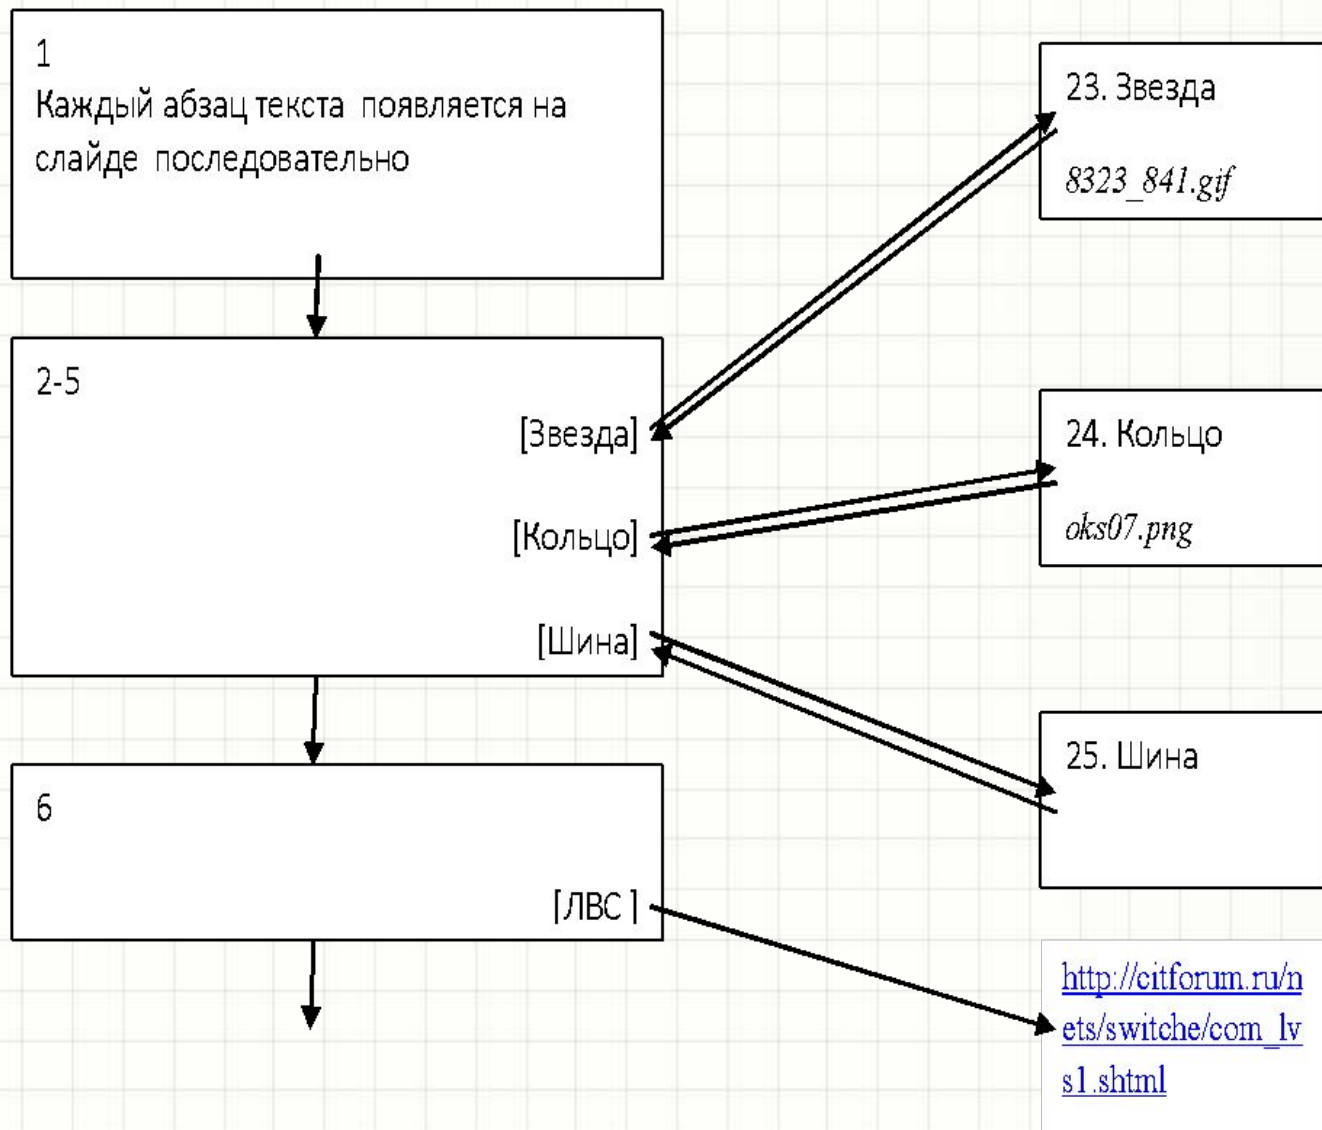 1
Каждый абзац текста появляется на
слайде последовательно
2-5
[Звезда]
[Кольцо]
[Шина]
6
[ЛВС]
23. Звезда
8323_841.gif
24. Кольцо
oks07.png
25. Шина
http://citforum.ru/n
ets/switche/com_lv
s1.shtml